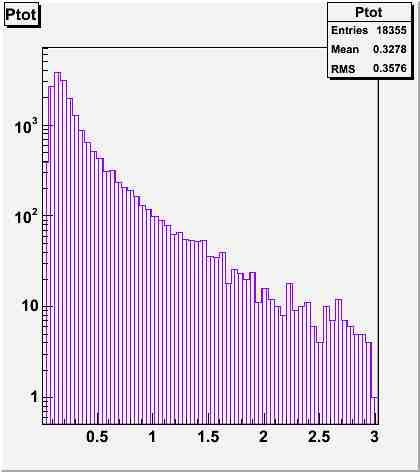 Ptot
Ptot
Entries 18355
Mean 0.3278
RMS 0.3576
10³
10²
10
1
0.5 1 1.5 2 2.5 3